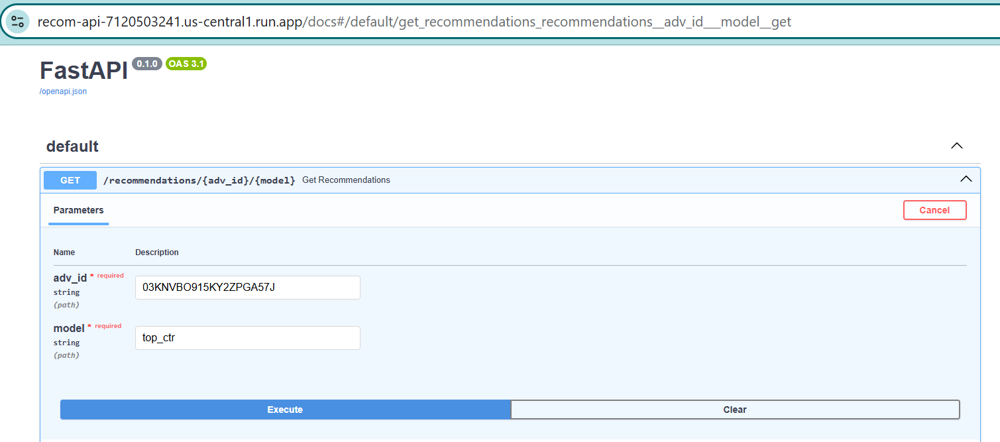 recom-api-7120503241.us-central1.run.app/docs#/default/get_recommendations_recommendations__adv_id___model__get
FastAPI 0.1.0 OAS 3.1
/openapi.json
default
GET /recommendations/{adv_id}/{model} Get Recommendations
Parameters Cancel
Name Description
adv_id * required 03KNVBO915KY2ZPGA57J
string
(path)
model * required top_ctr
string
(path)
Execute Clear